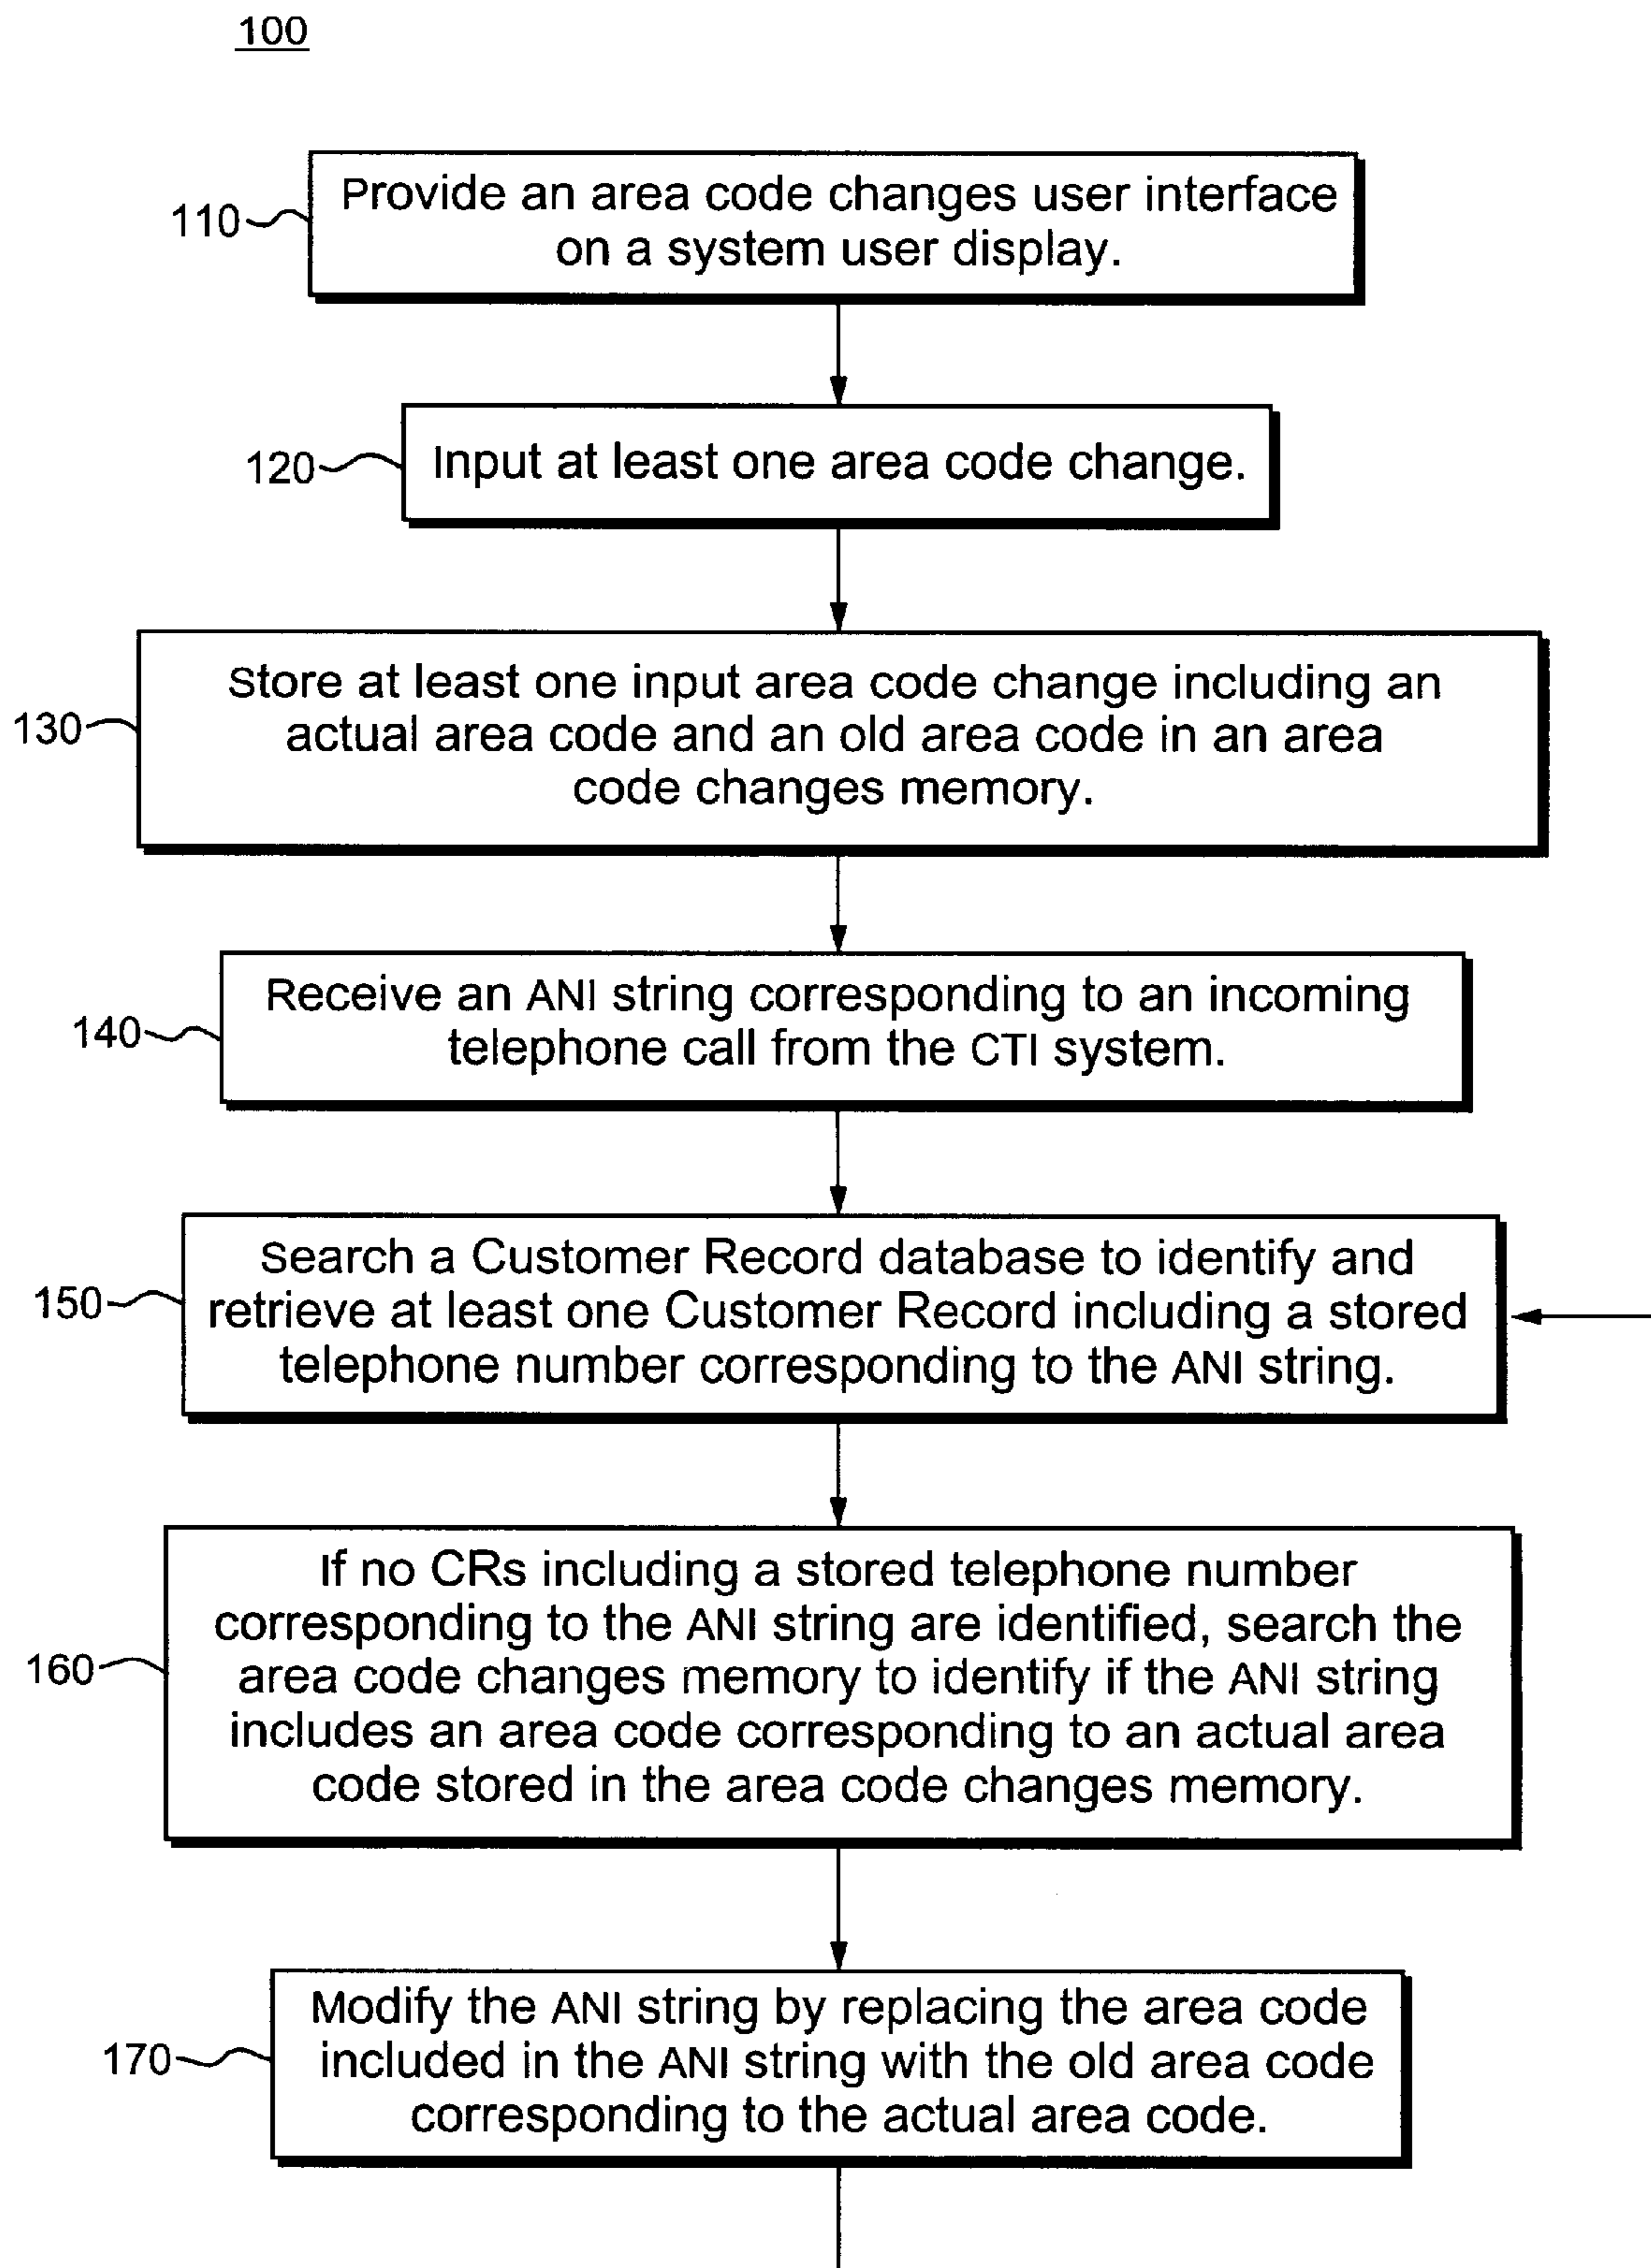 100
110
Provide an area code changes user interface
on a system user display.
120
Input at least one area code change.
130
Store at least one input area code change including an
actual area code and an old area code in an area
code changes memory.
140
Receive an ANI string corresponding to an incoming
telephone call from the CTI system.
150
Search a Customer Record database to identify and
retrieve at least one Customer Record including a stored
telephone number corresponding to the ANI string.
160
If no CRs including a stored telephone number
corresponding to the ANI string are identified, search the
area code changes memory to identify if the ANI string
includes an area code corresponding to an actual area
code stored in the area code changes memory.
170
Modify the ANI string by replacing the area code
included in the ANI string with the old area code
corresponding to the actual area code.